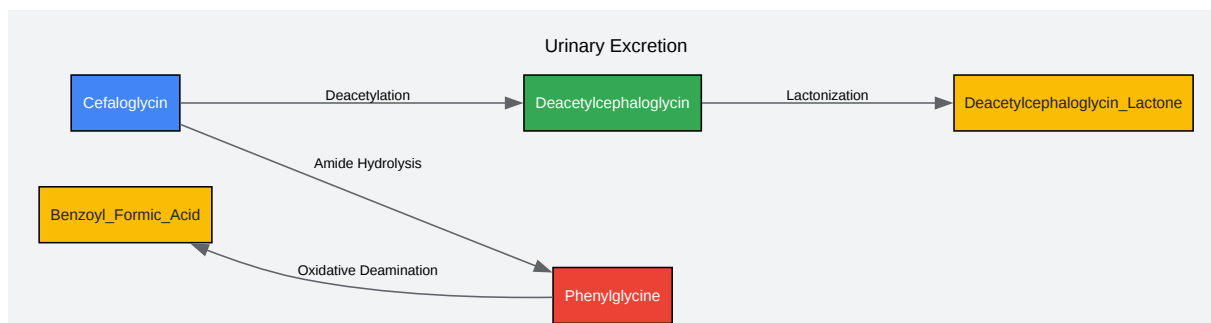 Urinary Excretion
Cefaloglycin
Deacetylation
Deacetylcephaloglycin
Lactonization
Deacetylcephaloglycin_Lactone
Amide Hydrolysis
Benzoyl_Formic_Acid
Oxidative Deamination
Phenylglycine